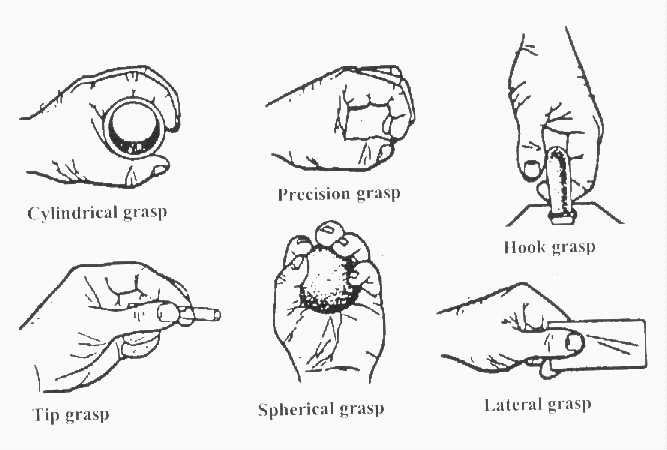 Cylindrical grasp
Precision grasp
Hook grasp
Tip grasp
Spherical grasp
Lateral grasp